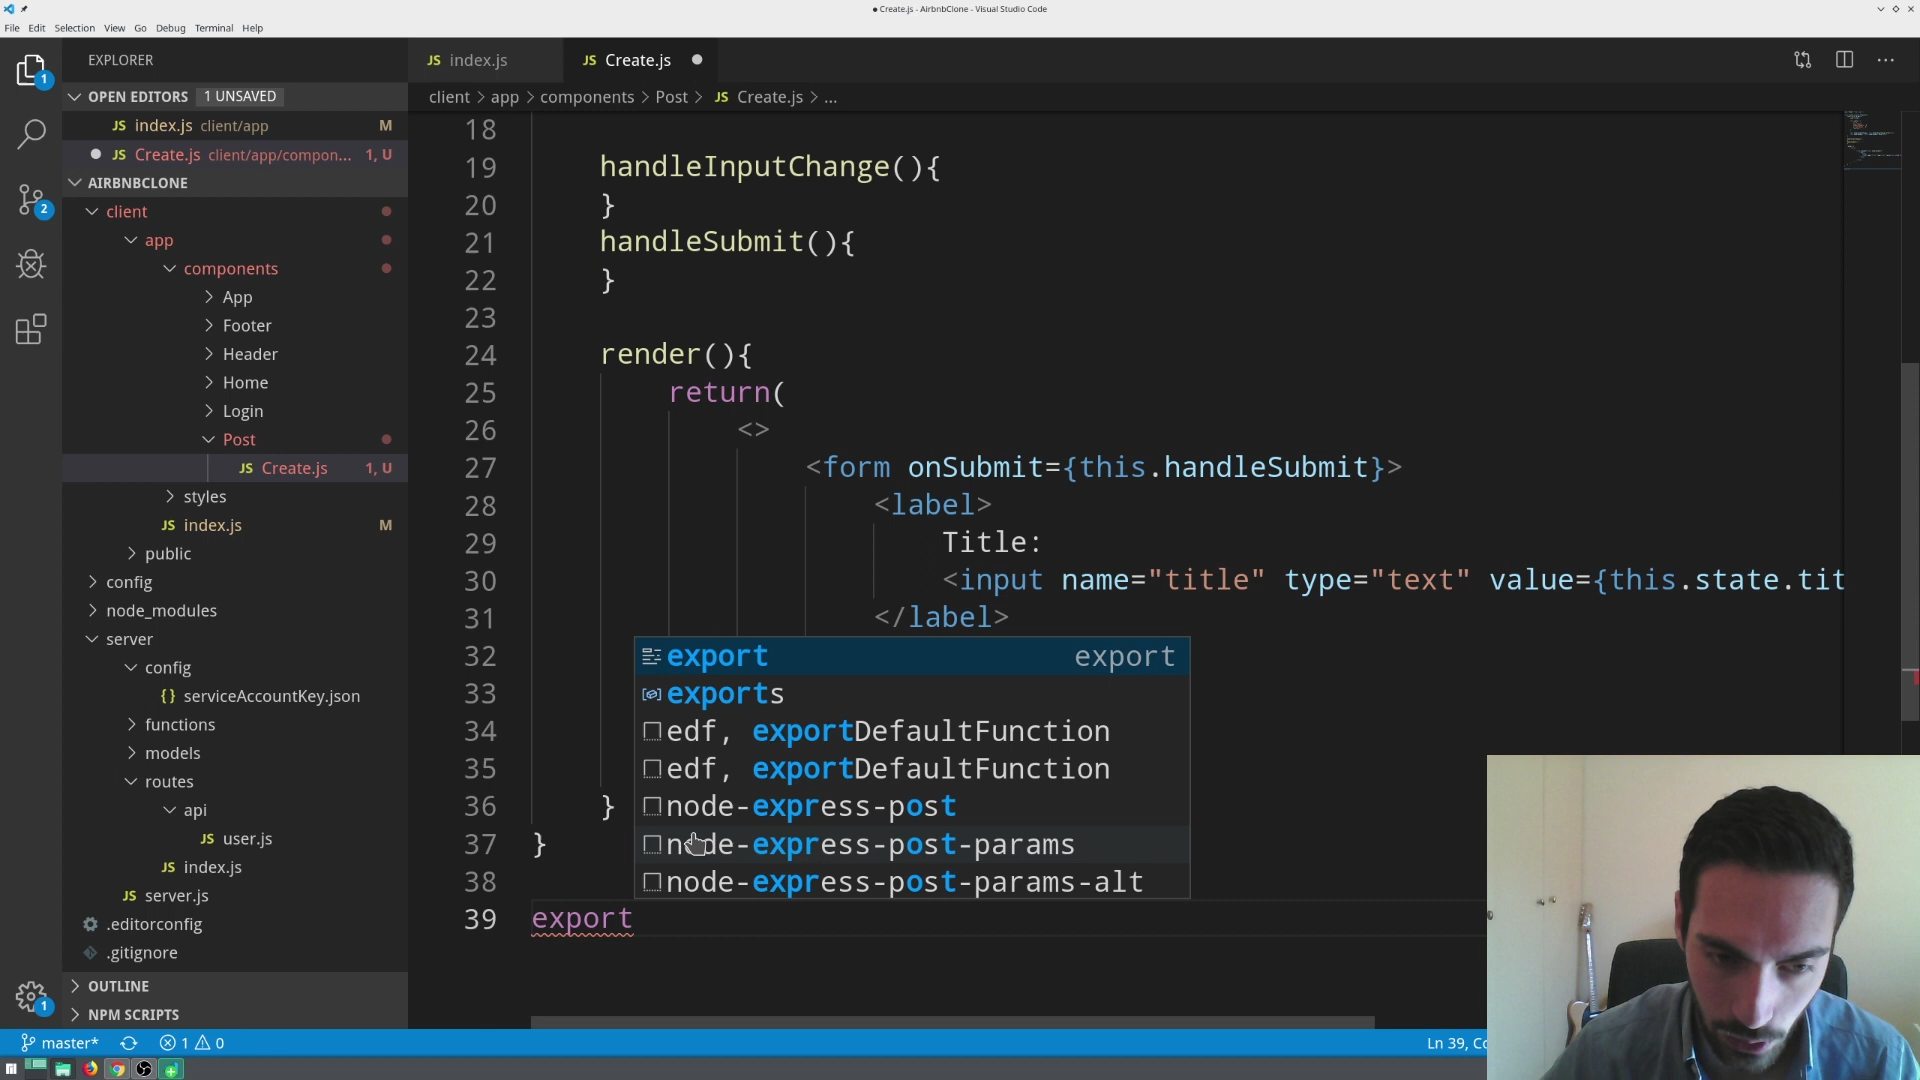 Create.js - AirbnbClone - Visual Studio Code
File Edit Selection View Go Debug Terminal Help
EXPLORER
OPEN EDITORS 1 UNSAVED
JS index.js client/app M
JS Create.js client/app/compon... 1, U
AIRBNBCLONE
client
app
components
App
Footer
Header
Home
Login
Post
JS Create.js 1, U
styles
JS index.js M
public
config
node_modules
server
config
{} serviceAccountKey.json
functions
models
routes
api
JS user.js
JS index.js
JS server.js
.editorconfig
.gitignore
OUTLINE
NPM SCRIPTS
1
2
1
JS index.js
JS Create.js
client > app > components > Post > JS Create.js > ...
18
19 handleInputChange(){
20 }
21 handleSubmit(){
22 }
23
24 render(){
25 return(
26 <>
27 <form onSubmit={this.handleSubmit}>
28 <label>
29 Title:
30 <input name="title" type="text" value={this.state.tit
31 </label>
32
33
34
35
36 }
37 }
38
39 export
export export
exports
edf, exportDefaultFunction
edf, exportDefaultFunction
node-express-post
node-express-post-params
node-express-post-params-alt
master* 1 0
Ln 39, Co